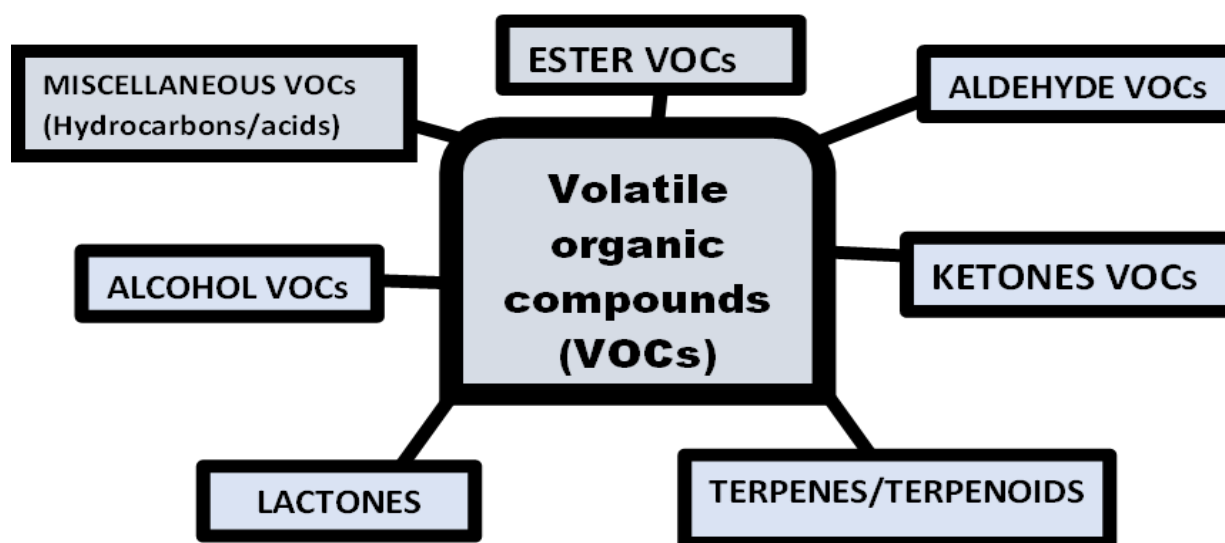 ESTER VOCs
MISCELLANEOUS VOCs
(Hydrocarbons/acids)
ALDEHYDE VOCs
Volatile
organic
compounds
(VOCs)
ALCOHOL VOCs
KETONES VOCs
LACTONES
TERPENES/TERPENOIDS